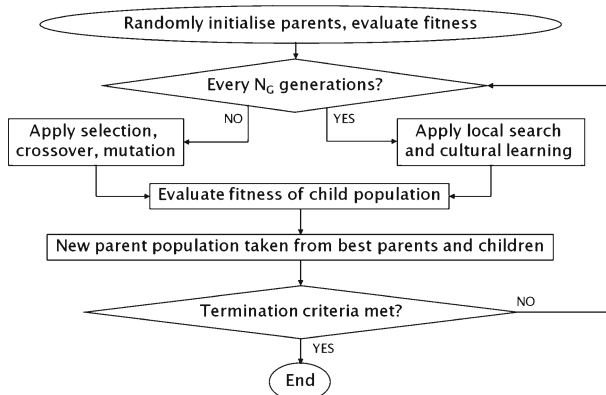 Randomly initialise parents, evaluate fitness
Every NG generations?
NO
YES
Apply selection,
crossover, mutation
Apply local search
and cultural learning
Evaluate fitness of child population
New parent population taken from best parents and children
Termination criteria met?
NO
YES
End